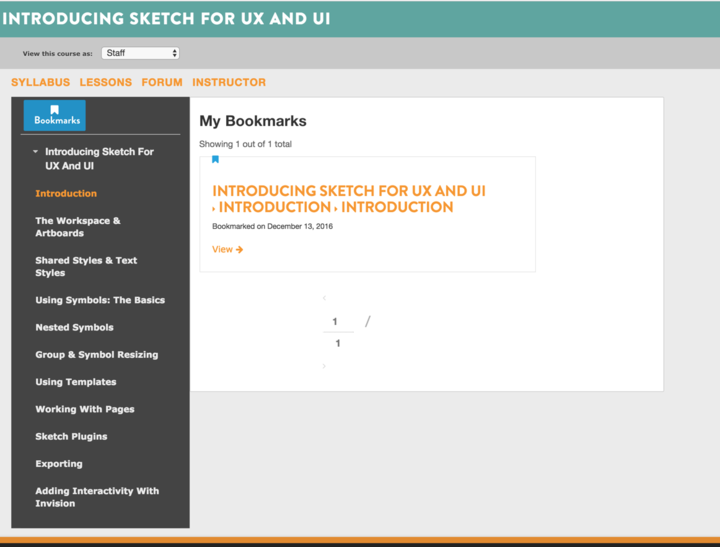 INTRODUCING SKETCH FOR UX AND UI
View this course as: Staff
SYLLABUS LESSONS FORUM INSTRUCTOR
Bookmarks
Introducing Sketch For
UX And UI
Introduction
The Workspace &
Artboards
Shared Styles & Text
Styles
Using Symbols: The Basics
Nested Symbols
Group & Symbol Resizing
Using Templates
Working With Pages
Sketch Plugins
Exporting
Adding Interactivity With
Invision
My Bookmarks
Showing 1 out of 1 total
INTRODUCING SKETCH FOR UX AND UI
INTRODUCTION INTRODUCTION
Bookmarked on December 13, 2016
View
1 /
1